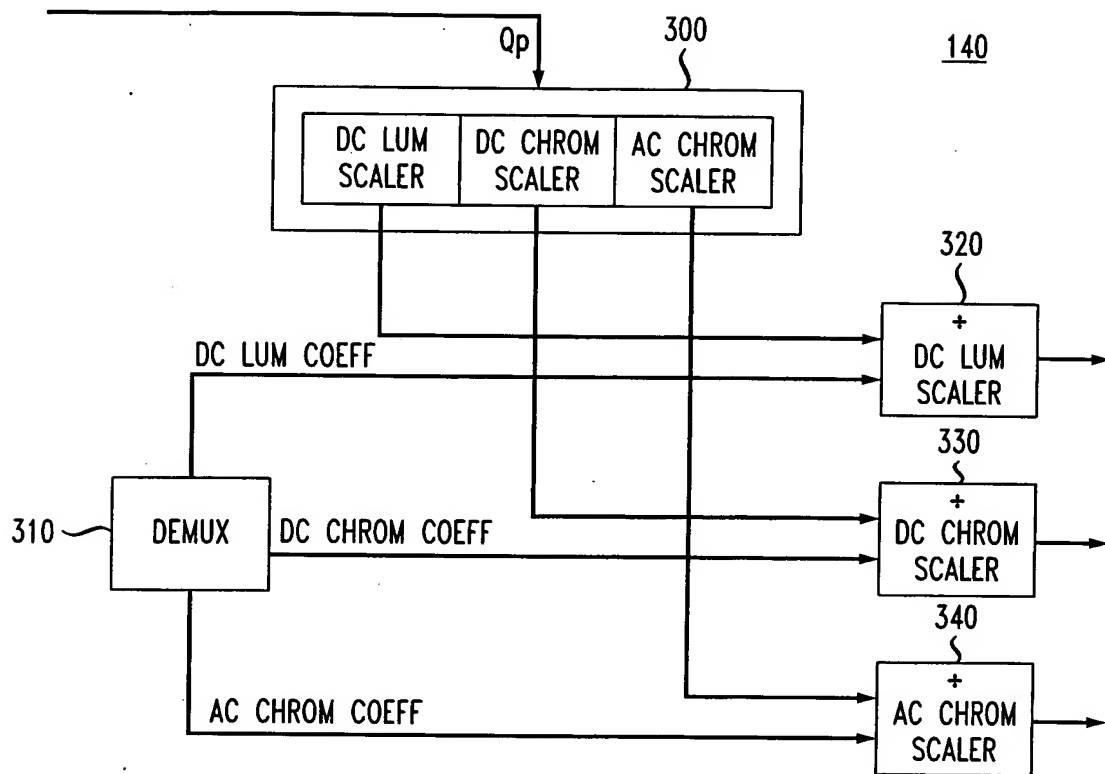 Qp
300
140
DC LUM
SCALER
DC CHROM
SCALER
AC CHROM
SCALER
320
÷
DC LUM
SCALER
DC LUM COEFF
330
÷
DC CHROM
SCALER
310
DEMUX
DC CHROM COEFF
340
÷
AC CHROM
SCALER
AC CHROM COEFF